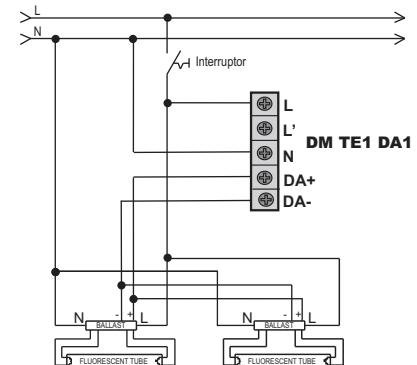 L
N
Interruptor
L
L'
N
DA+
DA-
DM TE1 DA1
N - + L
BALLAST
FLUORESCENT TUBE
N - + L
BALLAST
FLUORESCENT TUBE